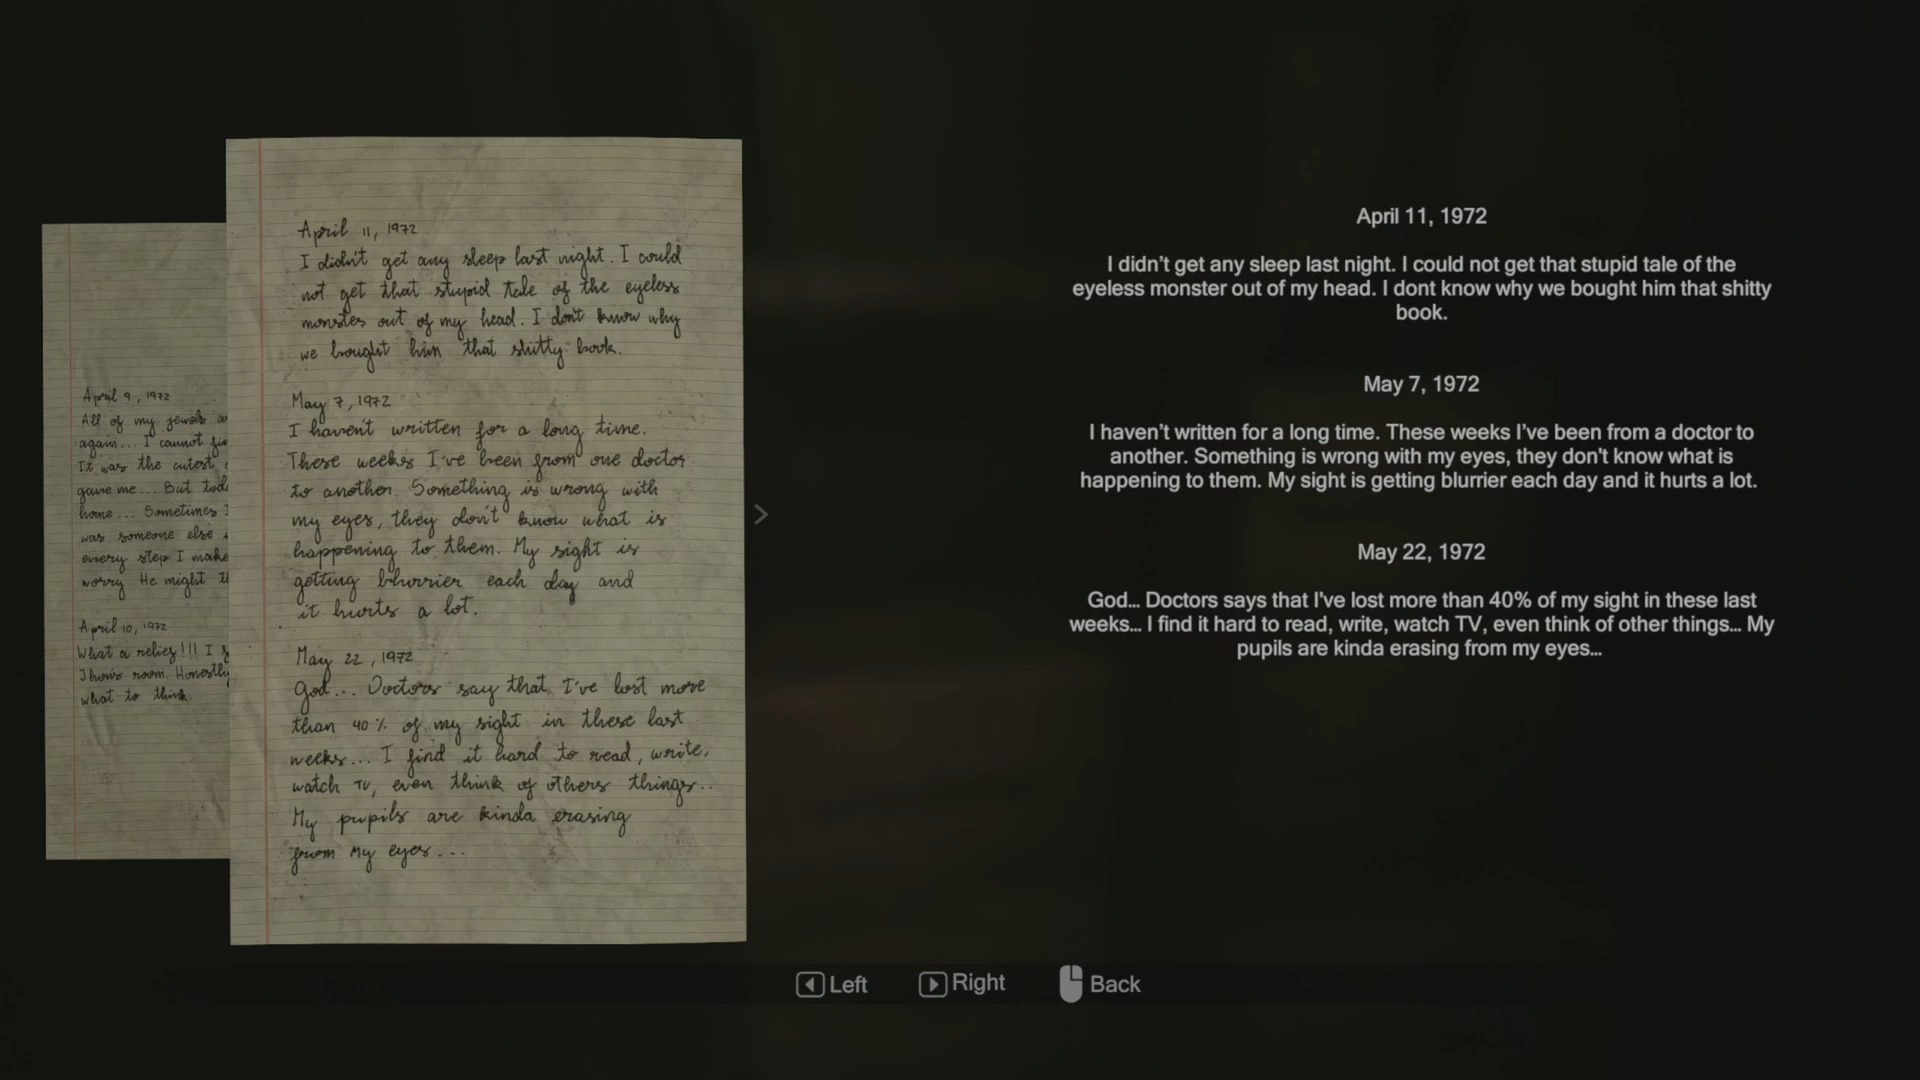 April 9, 1972
All of my jewels
again... I cannot
It was the cutest
gave me... But
home... Sometimes I
was someone else
every step I make
worry. He might
April 10, 1972
What a relief!!! I
room. Honestly
what to think.
April 11, 1972
I didn't get any sleep last night. I could
not get that stupid tale of the eyeless
monster out of my head. I don't know why
we bought him that shitty book.
May 7, 1972
I haven't written for a long time.
These weeks I've been from one doctor
to another. Something is wrong with
my eyes, they don't know what is
happening to them. My sight is
getting blurrier each day and
it hurts a lot.
May 22, 1972
God... Doctors say that I've lost more
than 40% of my sight in these last
weeks... I find it hard to read, write,
watch TV, even think of others things..
My pupils are kinda erasing
from my eyes...
April 11, 1972
I didn't get any sleep last night. I could not get that stupid tale of the
eyeless monster out of my head. I dont know why we bought him that shitty
book.
May 7, 1972
I haven't written for a long time. These weeks I've been from a doctor to
another. Something is wrong with my eyes, they don't know what is
happening to them. My sight is getting blurrier each day and it hurts a lot.
May 22, 1972
God... Doctors says that I've lost more than 40% of my sight in these last
weeks... I find it hard to read, write, watch TV, even think of other things... My
pupils are kinda erasing from my eyes...
Left Right Back